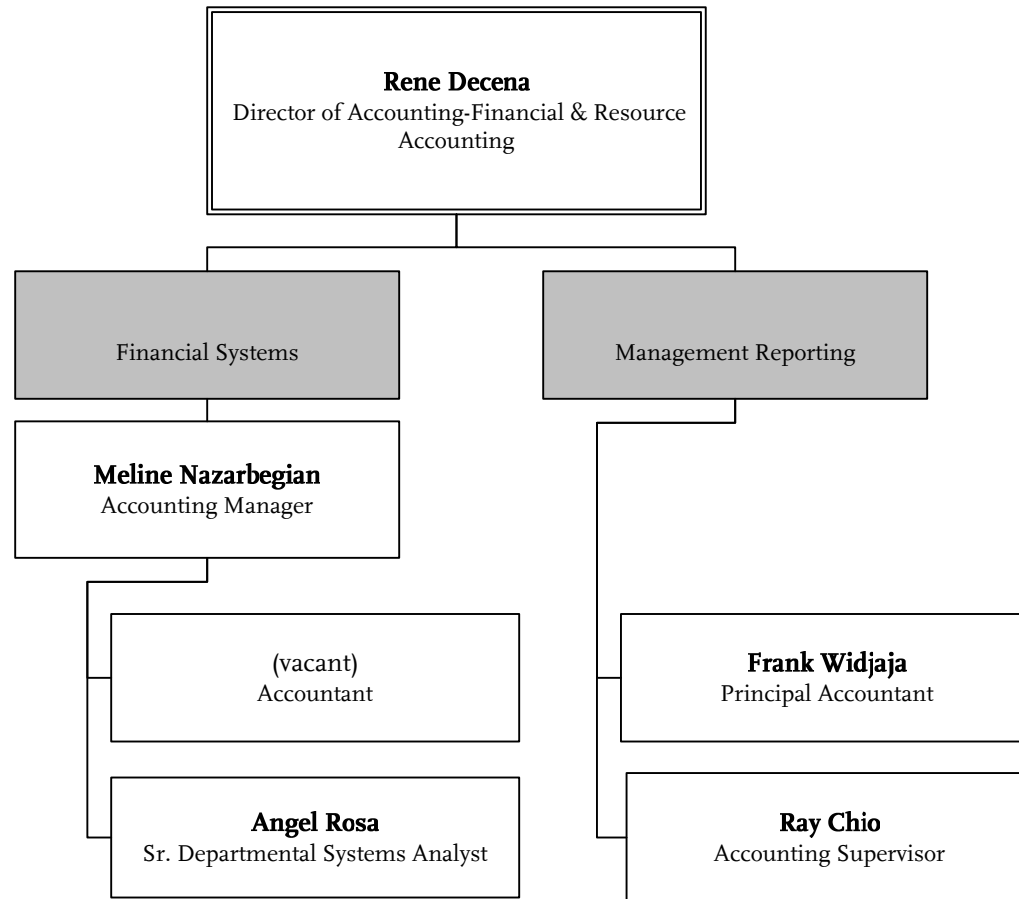 Rene Decena
Director of Accounting-Financial & Resource
Accounting
Financial Systems
Management Reporting
Meline Nazarbegian
Accounting Manager
(vacant)
Accountant
Frank Widjaja
Principal Accountant
Angel Rosa
Sr. Departmental Systems Analyst
Ray Chio
Accounting Supervisor